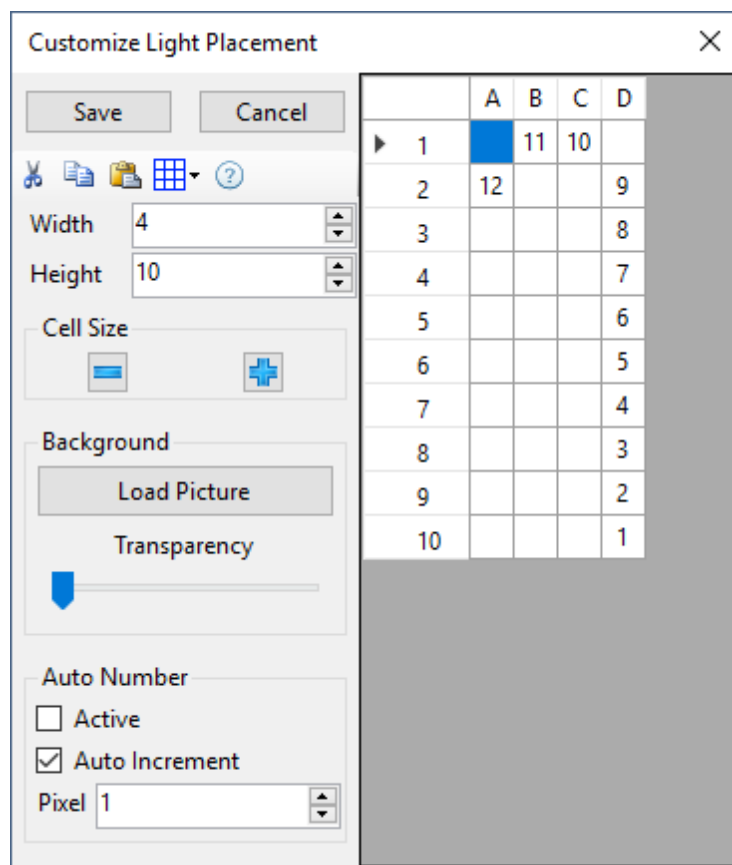 Customize Light Placement
Save Cancel
Width 4
Height 10
Cell Size
Background
Load Picture
Transparency
Auto Number
Active
Auto Increment
Pixel 1
A B C D
1 11 10
2 12 9
3 8
4 7
5 6
6 5
7 4
8 3
9 2
10 1